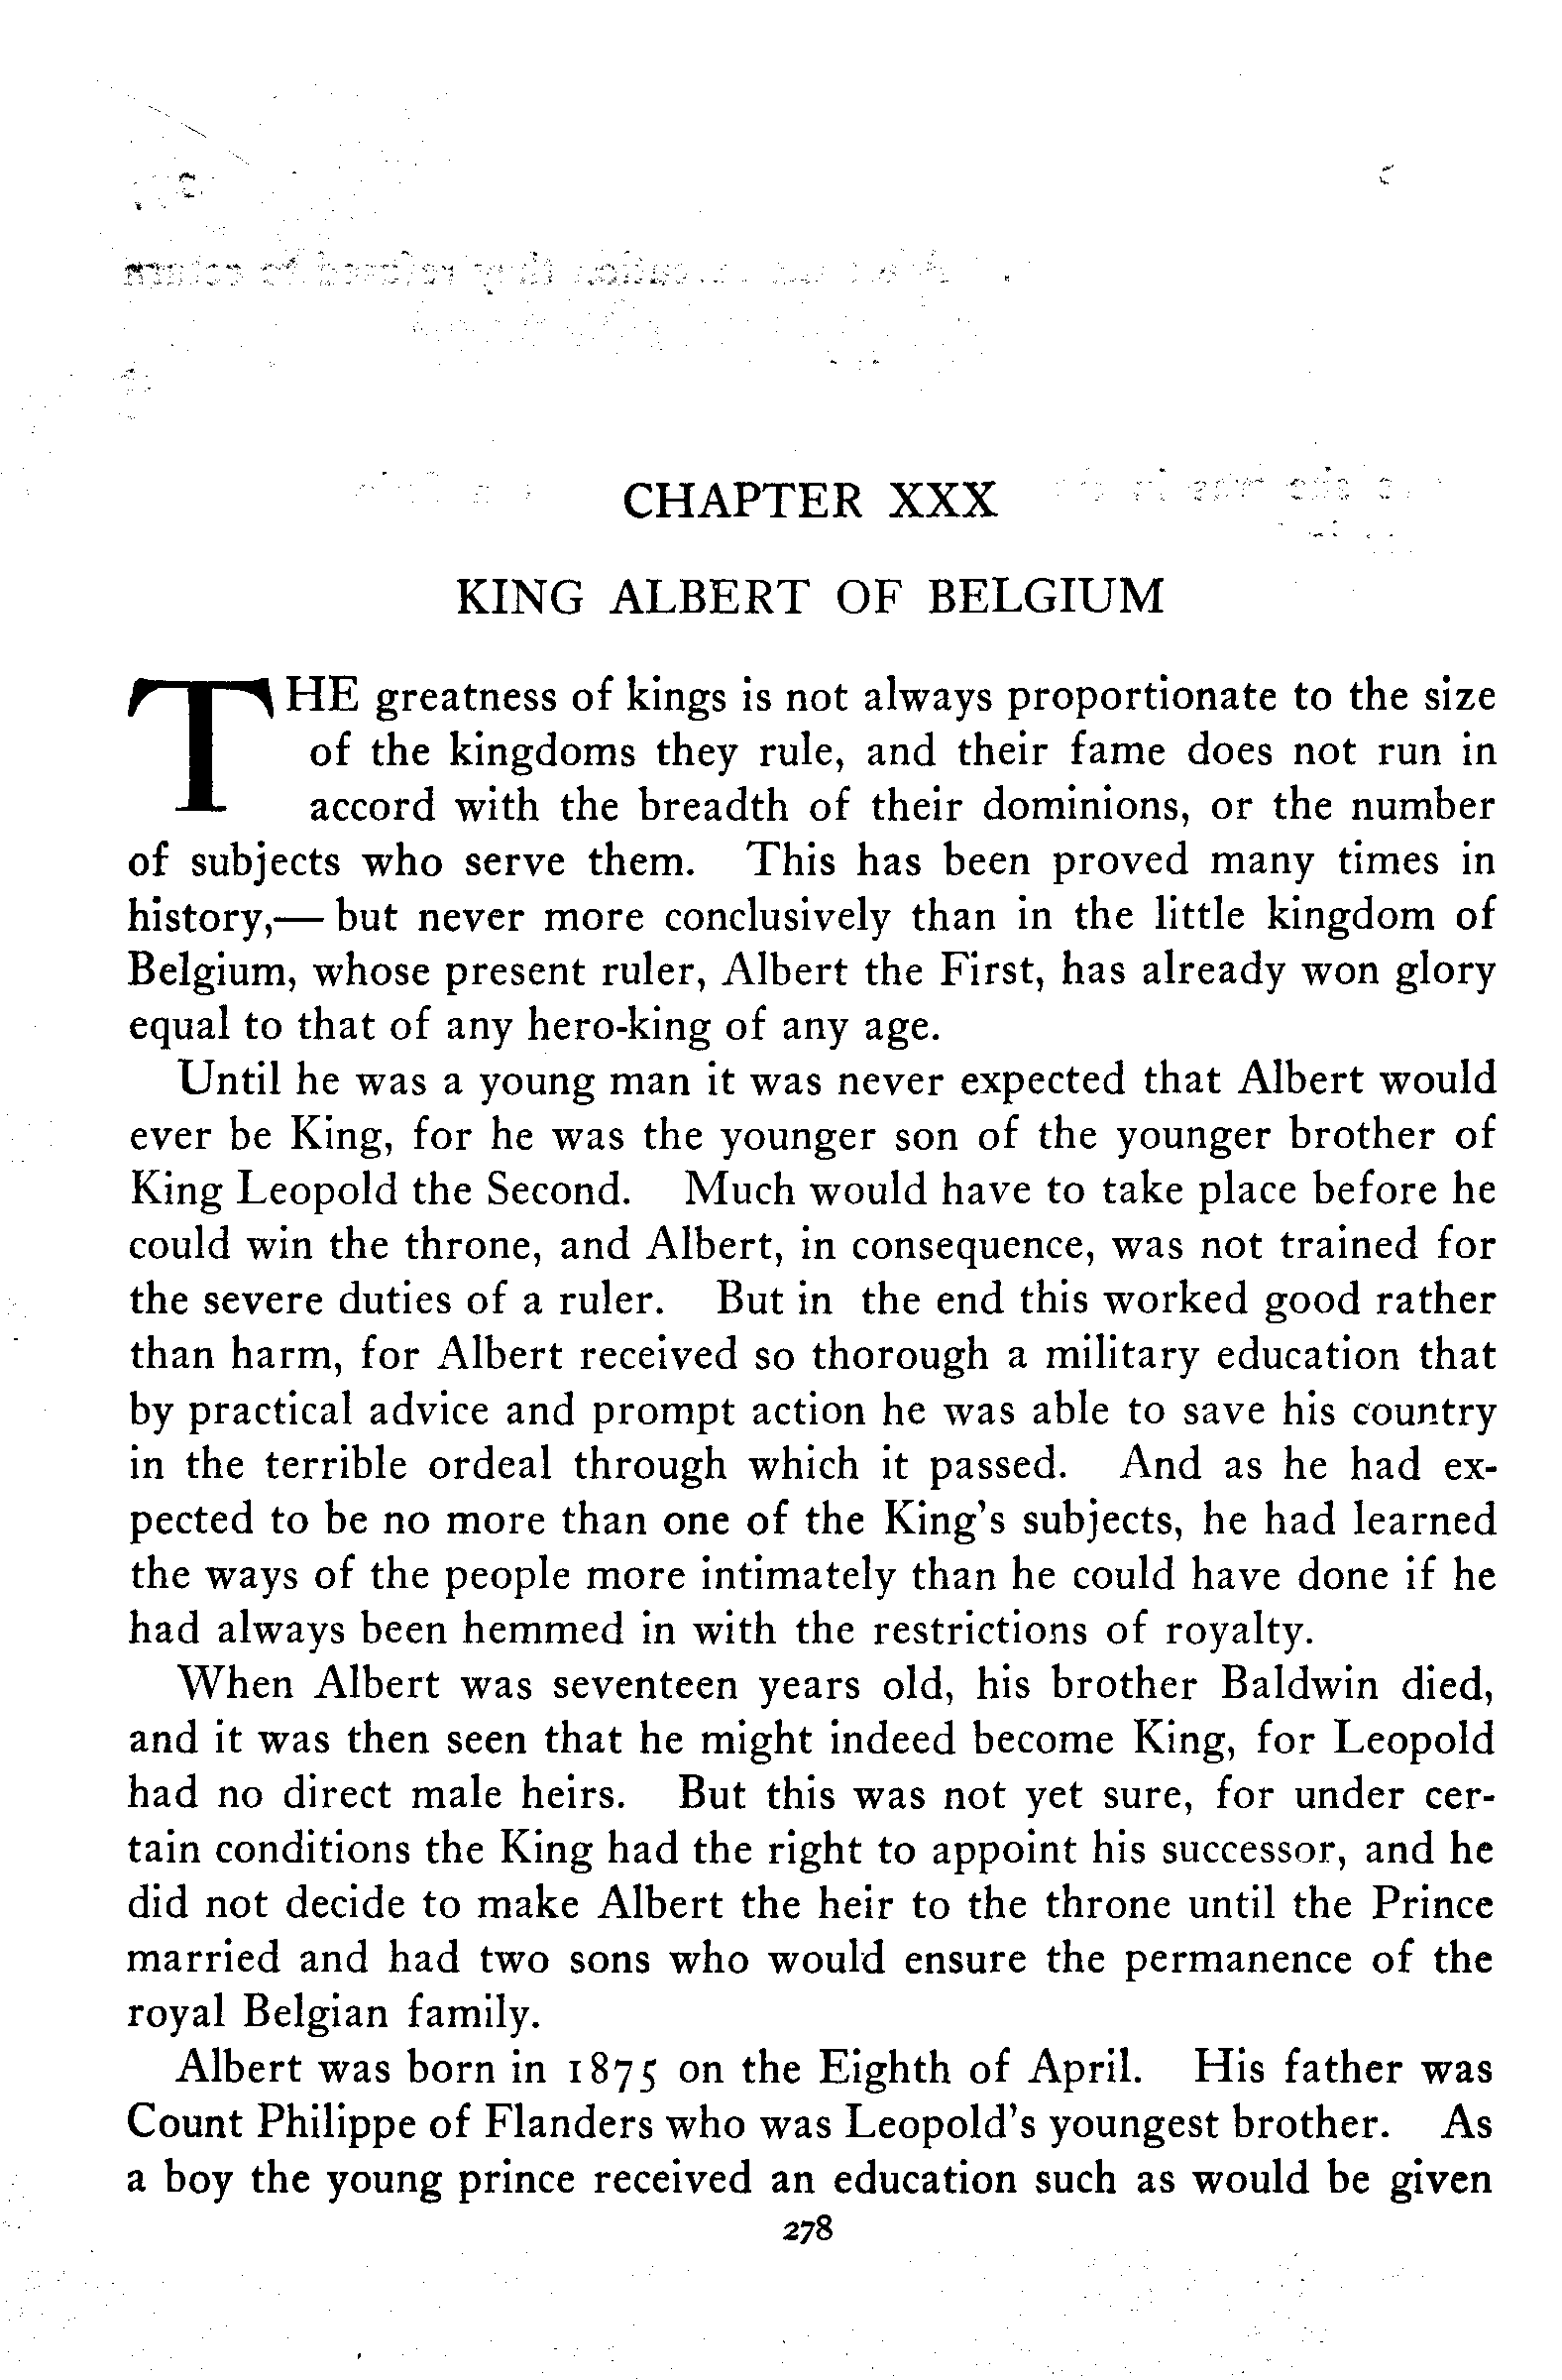 CHAPTER XXX
KING ALBERT OF BELGIUM
THE greatness of kings is not always proportionate to the size
of the kingdoms they rule, and their fame does not run in
accord with the breadth of their dominions, or the number
of subjects who serve them. This has been proved many times in
history,— but never more conclusively than in the little kingdom of
Belgium, whose present ruler, Albert the First, has already won glory
equal to that of any hero-king of any age.
Until he was a young man it was never expected that Albert would
ever be King, for he was the younger son of the younger brother of
King Leopold the Second. Much would have to take place before he
could win the throne, and Albert, in consequence, was not trained for
the severe duties of a ruler. But in the end this worked good rather
than harm, for Albert received so thorough a military education that
by practical advice and prompt action he was able to save his country
in the terrible ordeal through which it passed. And as he had ex-
pected to be no more than one of the King's subjects, he had learned
the ways of the people more intimately than he could have done if he
had always been hemmed in with the restrictions of royalty.
When Albert was seventeen years old, his brother Baldwin died,
and it was then seen that he might indeed become King, for Leopold
had no direct male heirs. But this was not yet sure, for under cer-
tain conditions the King had the right to appoint his successor, and he
did not decide to make Albert the heir to the throne until the Prince
married and had two sons who would ensure the permanence of the
royal Belgian family.
Albert was born in 1875 on the Eighth of April. His father was
Count Philippe of Flanders who was Leopold's youngest brother. As
a boy the young prince received an education such as would be given
278